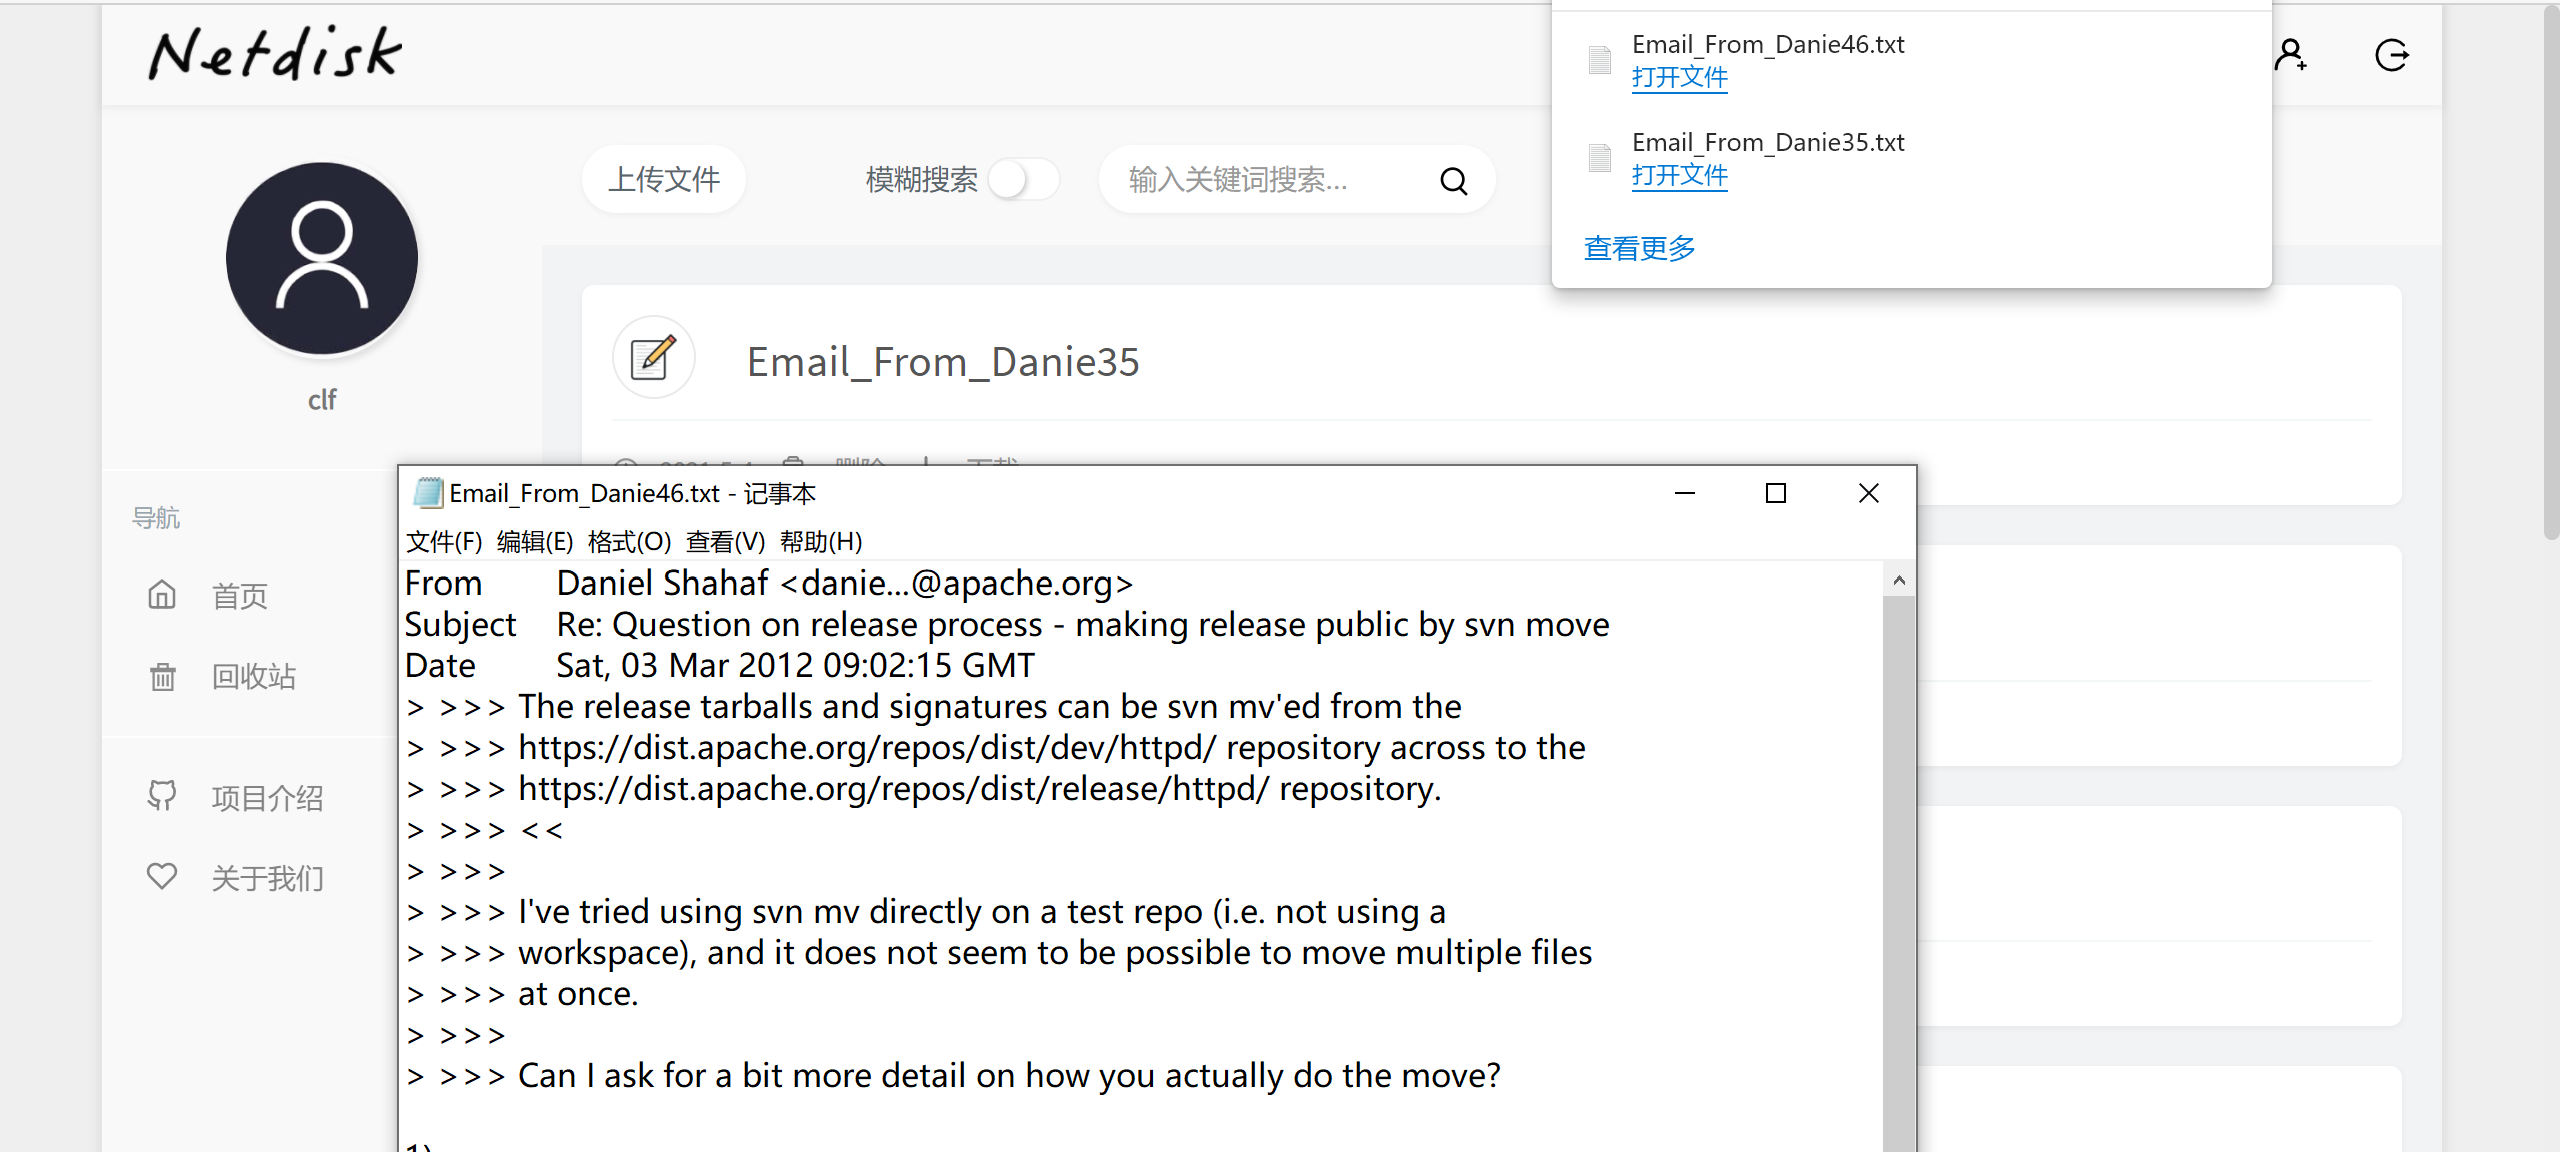 Netdisk
Email_From_Danie46.txt
打开文件
Email_From_Danie35.txt
打开文件
查看更多
上传文件
模糊搜索
输入关键词搜索...
clf
Email_From_Danie35
导航
首页
回收站
项目介绍
关于我们
Email_From_Danie46.txt - 记事本
文件(F) 编辑(E) 格式(O) 查看(V) 帮助(H)
From Daniel Shahaf <danie...@apache.org>
Subject Re: Question on release process - making release public by svn move
Date Sat, 03 Mar 2012 09:02:15 GMT
> >>> The release tarballs and signatures can be svn mv'ed from the
> >>> https://dist.apache.org/repos/dist/dev/httpd/ repository across to the
> >>> https://dist.apache.org/repos/dist/release/httpd/ repository.
> >>> <<
> >>>
> >>> I've tried using svn mv directly on a test repo (i.e. not using a
> >>> workspace), and it does not seem to be possible to move multiple files
> >>> at once.
> >>>
> >>> Can I ask for a bit more detail on how you actually do the move?